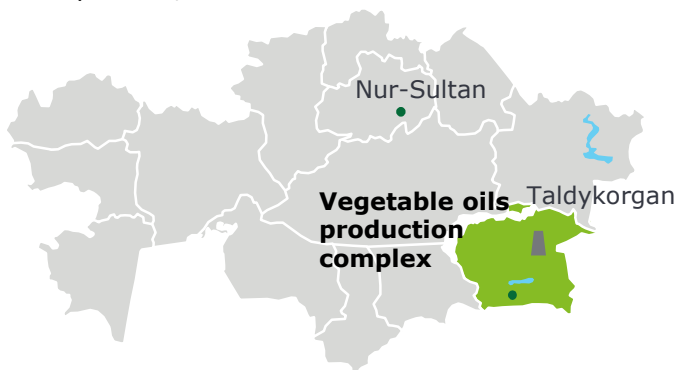 Nur-Sultan
Vegetable oils
Taldykorgan
production
complex